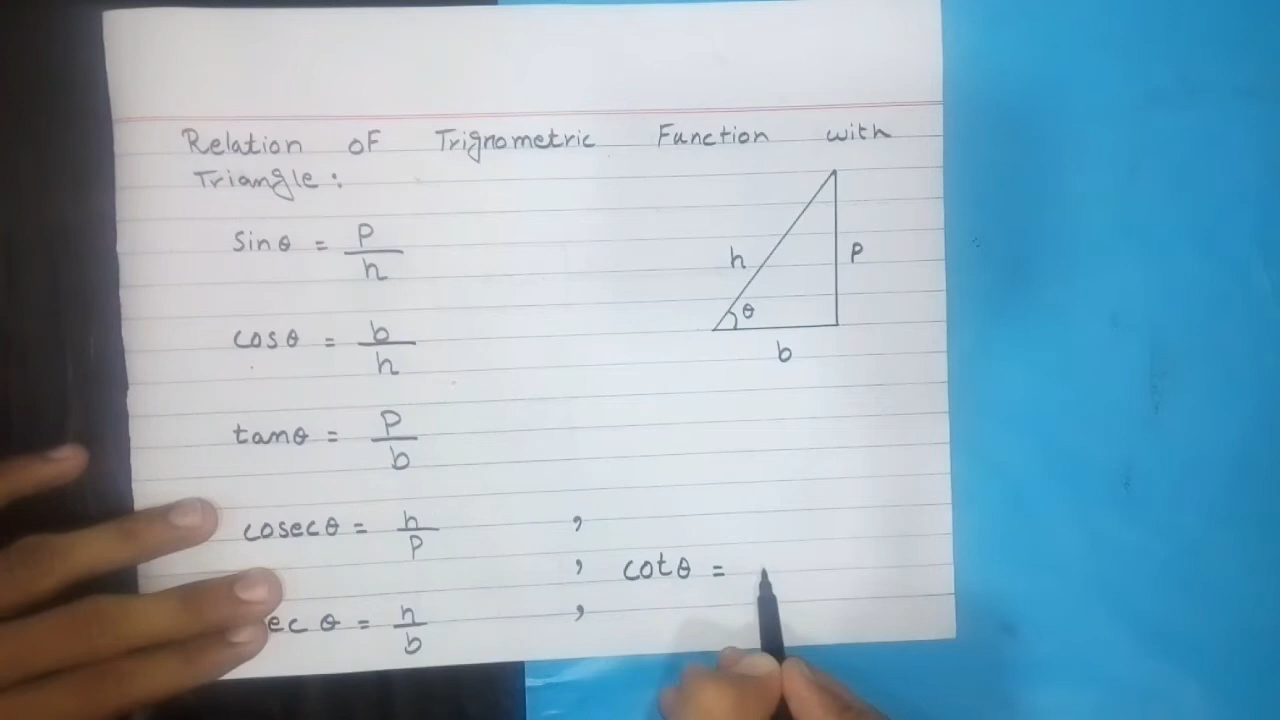 Relation of Trignometric Function with
Triangle:
sinθ = P/h
h
P
θ
cosθ = b/h
b
tanθ = P/b
cosecθ = h/P ,
, cotθ =
ecθ = h/b ,